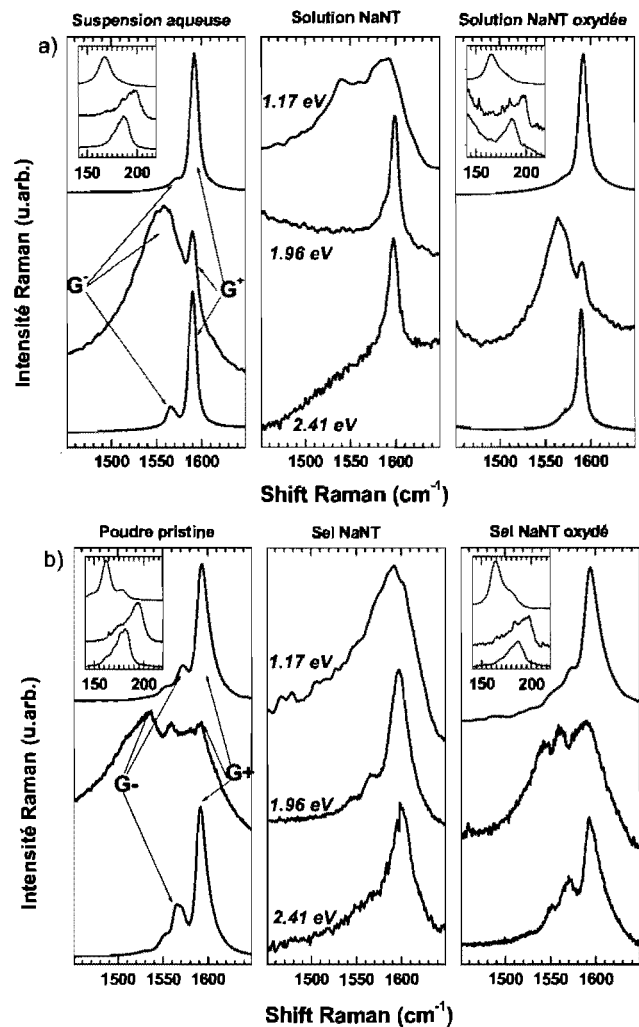 a)
Suspension aqueuse
Solution NaNT
Solution NaNT oxydée
150 200
150 200
1.17 eV
1.96 eV
2.41 eV
G-
G+
Intensité Raman (u.arb.)
1500 1550 1600
1500 1550 1600
1500 1550 1600
Shift Raman (cm-1)
b)
Poudre pristine
Sel NaNT
Sel NaNT oxydé
150 200
150 200
1.17 eV
1.96 eV
2.41 eV
G-
G+
Intensité Raman (u.arb.)
1500 1550 1600
1500 1550 1600
1500 1550 1600
Shift Raman (cm-1)